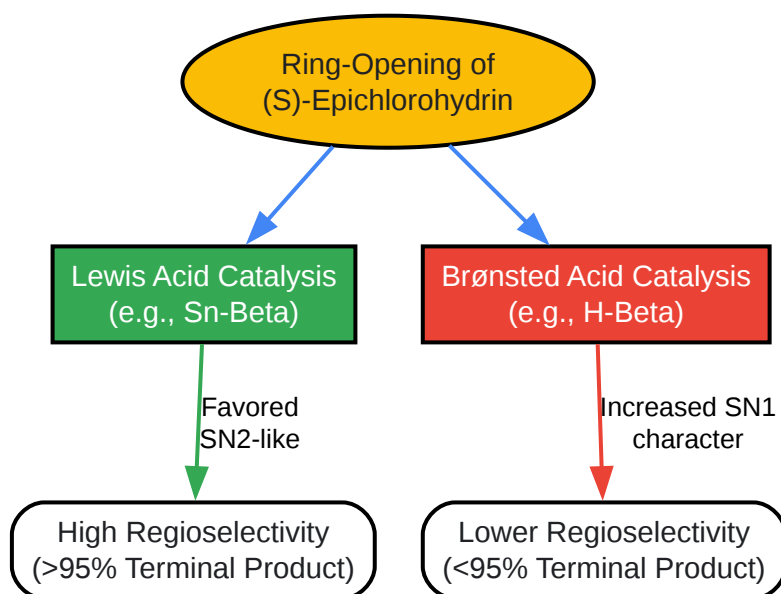 Ring-Opening of
(S)-Epichlorohydrin
Lewis Acid Catalysis
(e.g., Sn-Beta)
Brønsted Acid Catalysis
(e.g., H-Beta)
Favored
SN2-like
Increased SN1
character
High Regioselectivity
(>95% Terminal Product)
Lower Regioselectivity
(<95% Terminal Product)